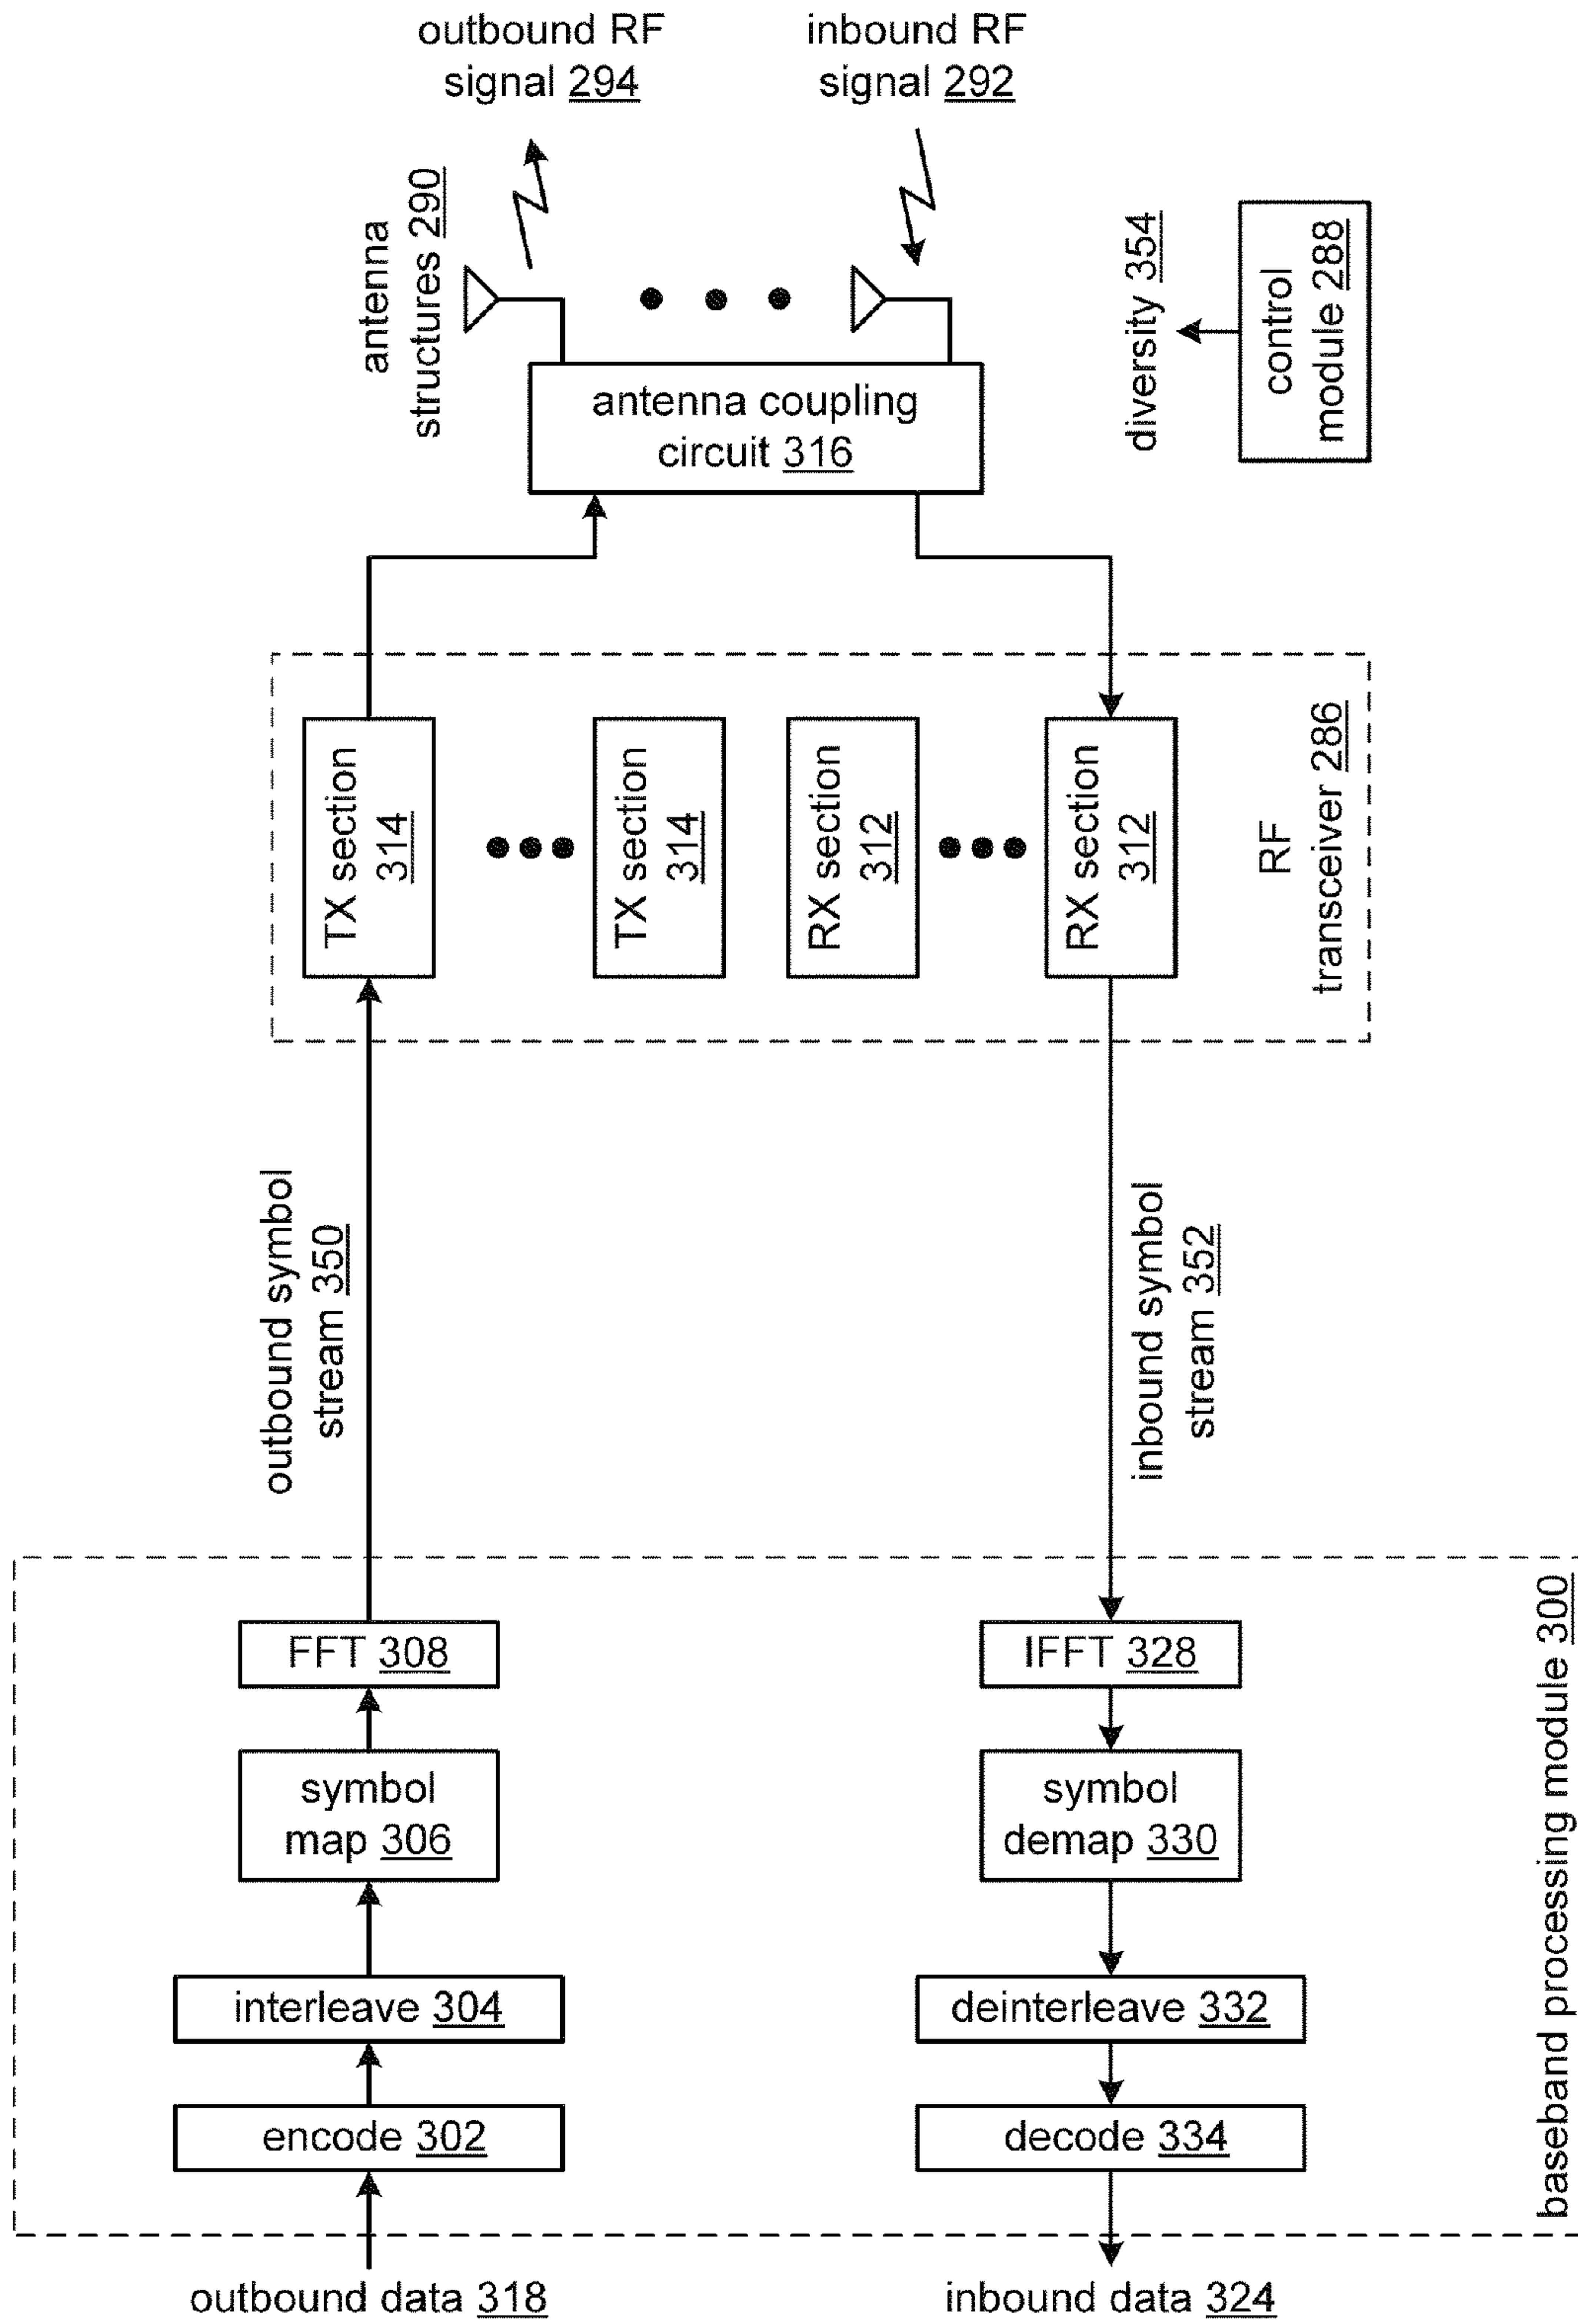 outbound RF
signal 294
inbound RF
signal 292
antenna
structures 290
antenna coupling
circuit 316
diversity 354
control
module 288
TX section
314
TX section
314
RX section
312
RX section
312
RF
transceiver 286
outbound symbol
stream 350
inbound symbol
stream 352
FFT 308
IFFT 328
symbol
map 306
symbol
demap 330
interleave 304
deinterleave 332
encode 302
decode 334
baseband processing module 300
outbound data 318
inbound data 324